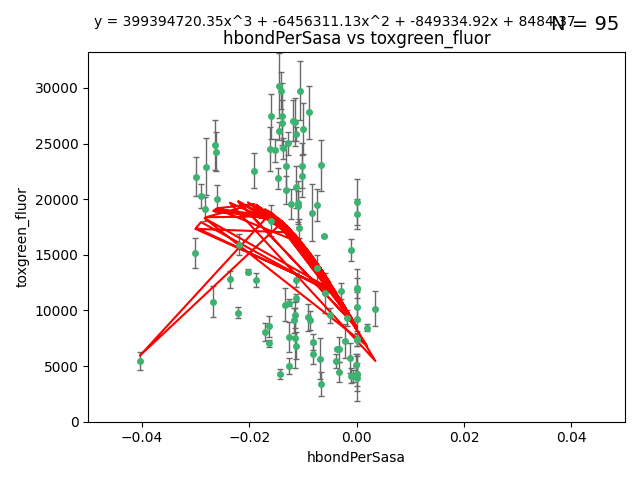 y = 399394720.35x^3 + -6456311.13x^2 + -849334.92x + 8484.37
N = 95
hbondPerSasa vs toxgreen_fluor
toxgreen_fluor
30000
25000
20000
15000
10000
5000
0
−0.04
−0.02
0.00
0.02
0.04
hbondPerSasa